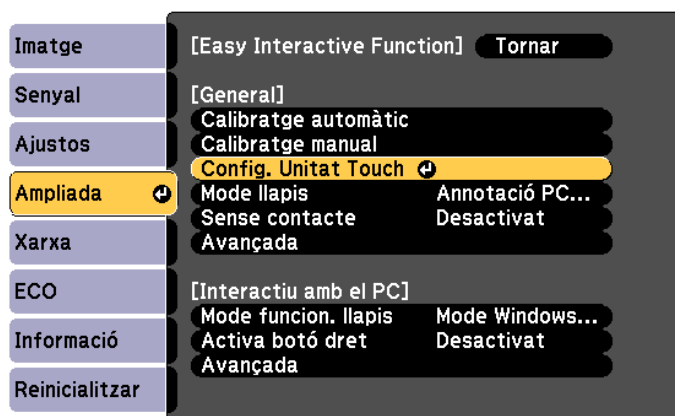 Imatge
Senyal
Ajustos
Ampliada
Xarxa
ECO
Informació
Reinicialitzar
[Easy Interactive Function] Tornar
[General]
Calibratge automàtic
Calibratge manual
Config. Unitat Touch
Mode llapis Annotació PC...
Sense contacte Desactivat
Avançada
[Interactiu amb el PC]
Mode funcion. llapis Mode Windows...
Activa botó dret Desactivat
Avançada